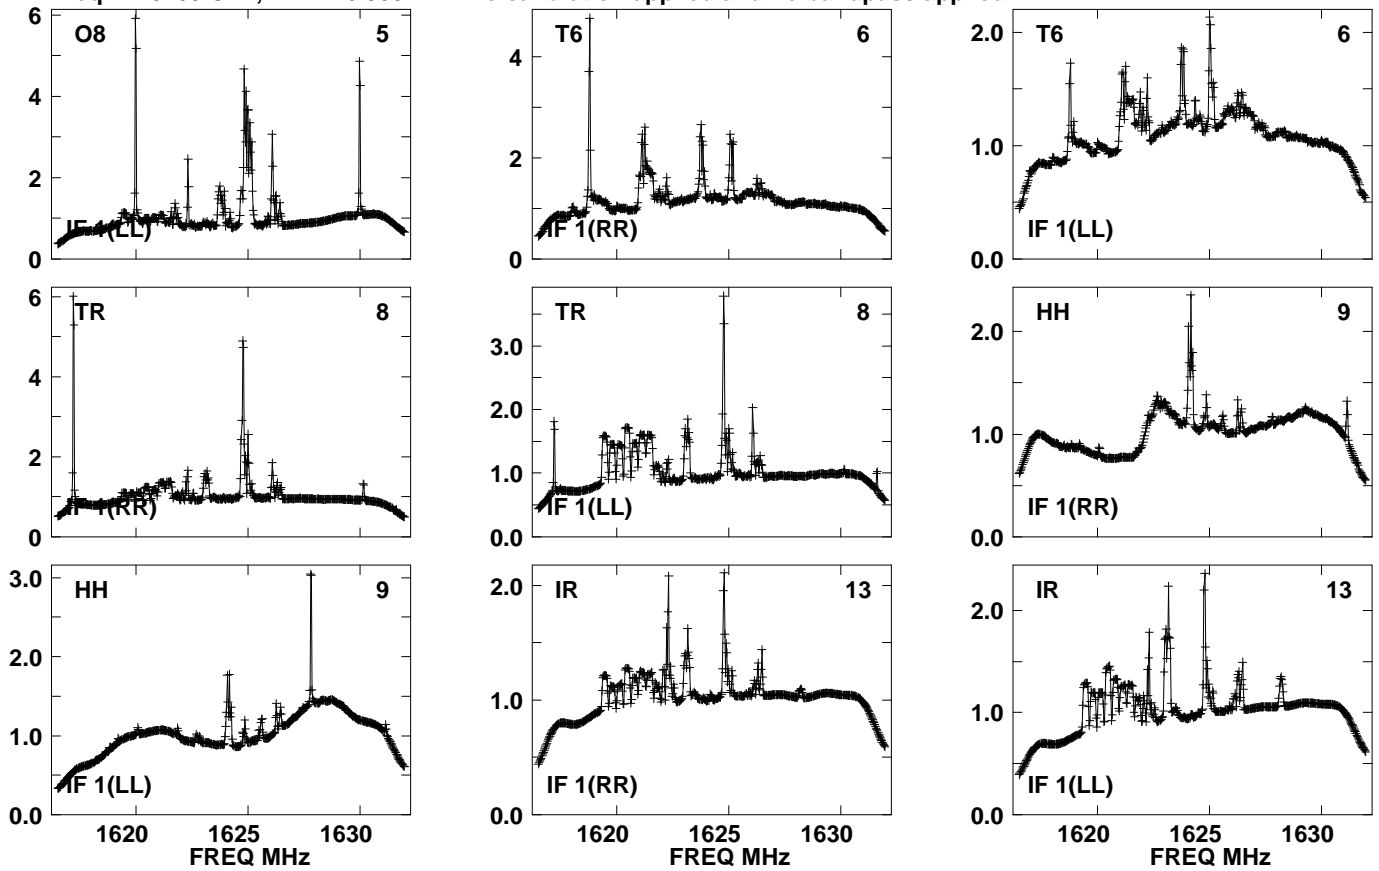 O8 5
6
4
2
0
IF 1(LL)
T6 6
4
2
0
IF 1(RR)
T6 6
2.0
1.0
0.0
IF 1(LL)
TR 8
6
4
2
0
IF 1(RR)
TR 8
3.0
2.0
1.0
0.0
IF 1(LL)
HH 9
2.0
1.0
0.0
IF 1(RR)
HH 9
3.0
2.0
1.0
0.0
IF 1(LL)
1620 1625 1630
FREQ MHz
IR 13
2.0
1.0
0.0
IF 1(RR)
1620 1625 1630
FREQ MHz
IR 13
2.0
1.0
0.0
IF 1(LL)
1620 1625 1630
FREQ MHz